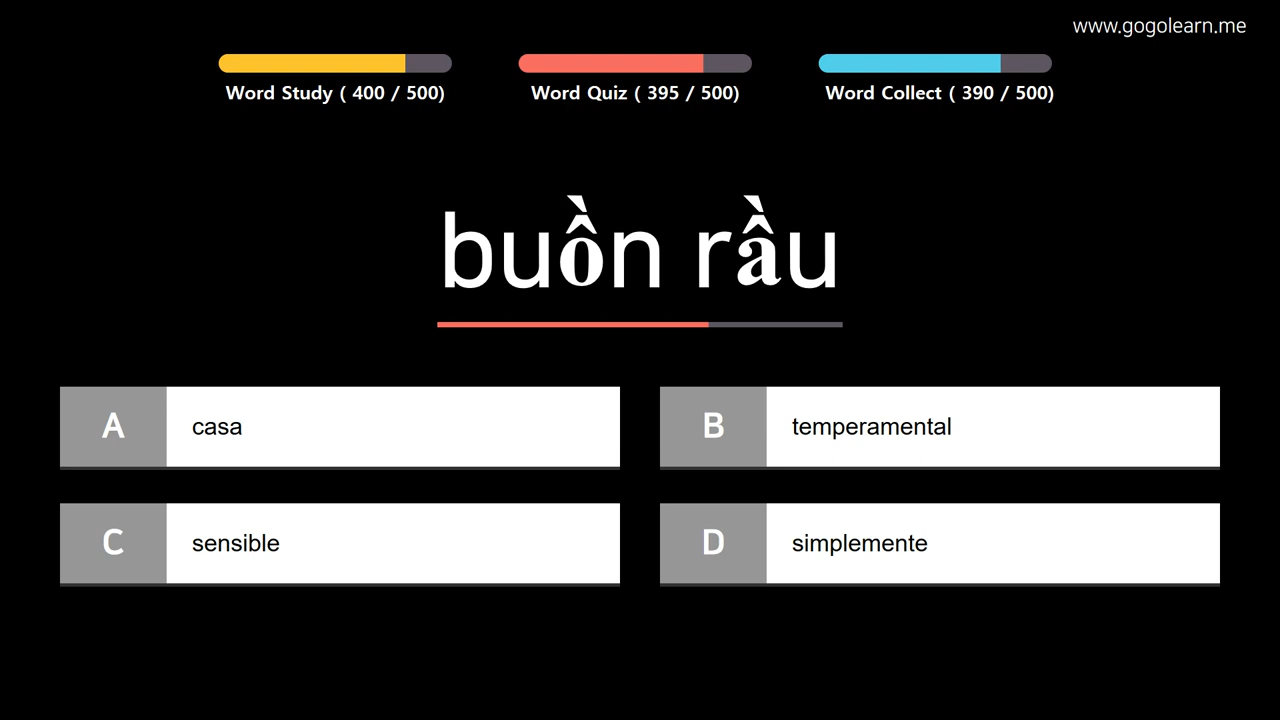 www.gogolearn.me
Word Study ( 400 / 500)
Word Quiz ( 395 / 500)
Word Collect ( 390 / 500)
buồn rầu
A casa
B temperamental
C sensible
D simplemente